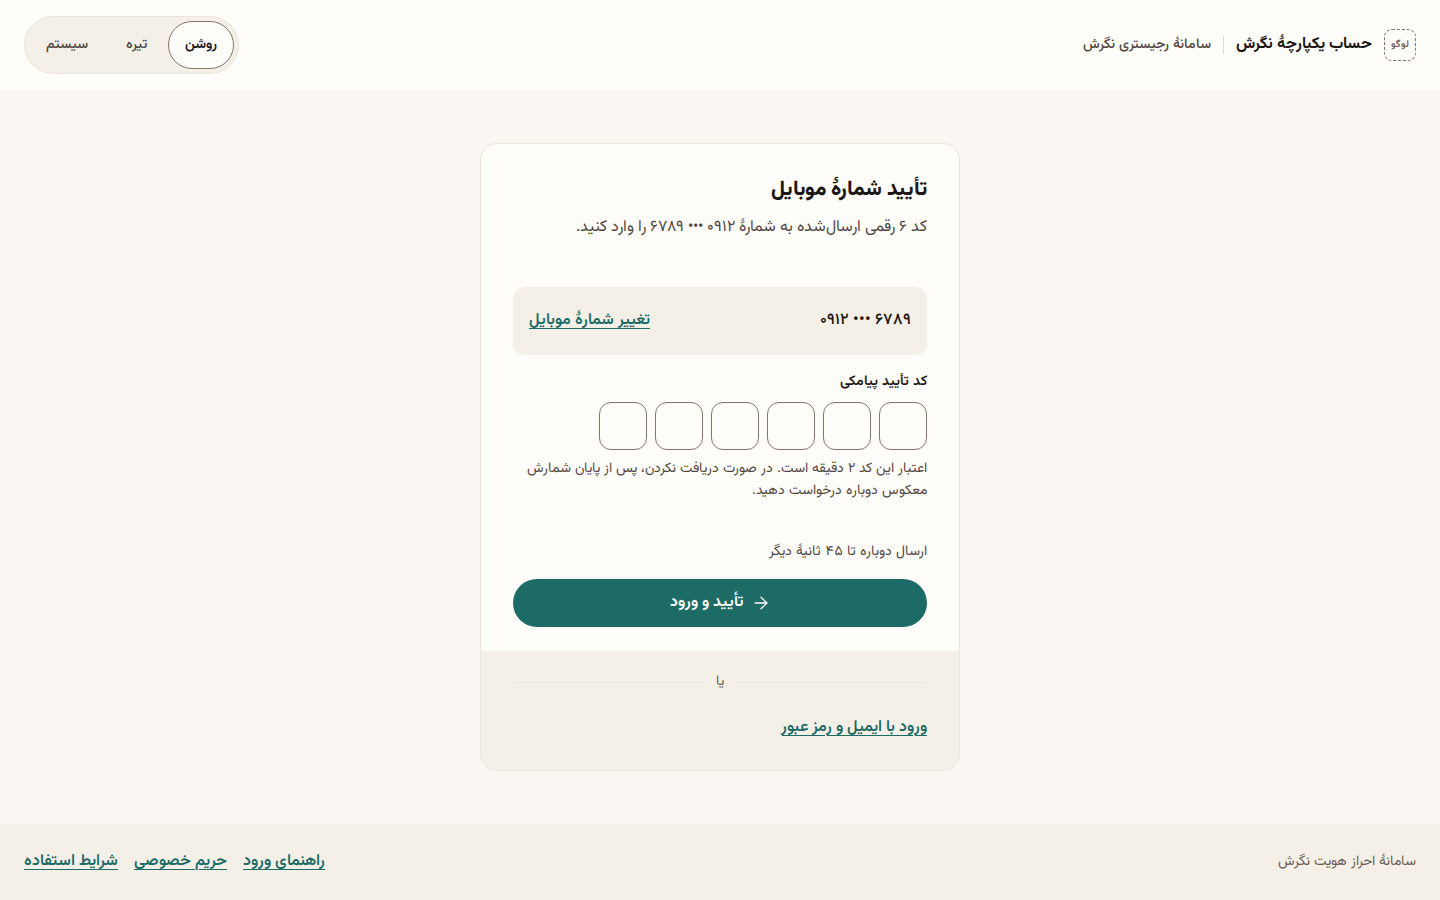 لوگو
حساب یکپارچهٔ نگرش
سامانهٔ رجیستری نگرش
روشن
تیره
سیستم
تأیید شمارهٔ موبایل
کد ۶ رقمی ارسال‌شده به شمارهٔ ۰۹۱۲ ••• ۶۷۸۹ را وارد کنید.
۰۹۱۲ ••• ۶۷۸۹
تغییر شمارهٔ موبایل
کد تأیید پیامکی
اعتبار این کد ۲ دقیقه است. در صورت دریافت نکردن، پس از پایان شمارش
معکوس دوباره درخواست دهید.
ارسال دوباره تا ۴۵ ثانیهٔ دیگر
تأیید و ورود
یا
ورود با ایمیل و رمز عبور
سامانهٔ احراز هویت نگرش
راهنمای ورود
حریم خصوصی
شرایط استفاده